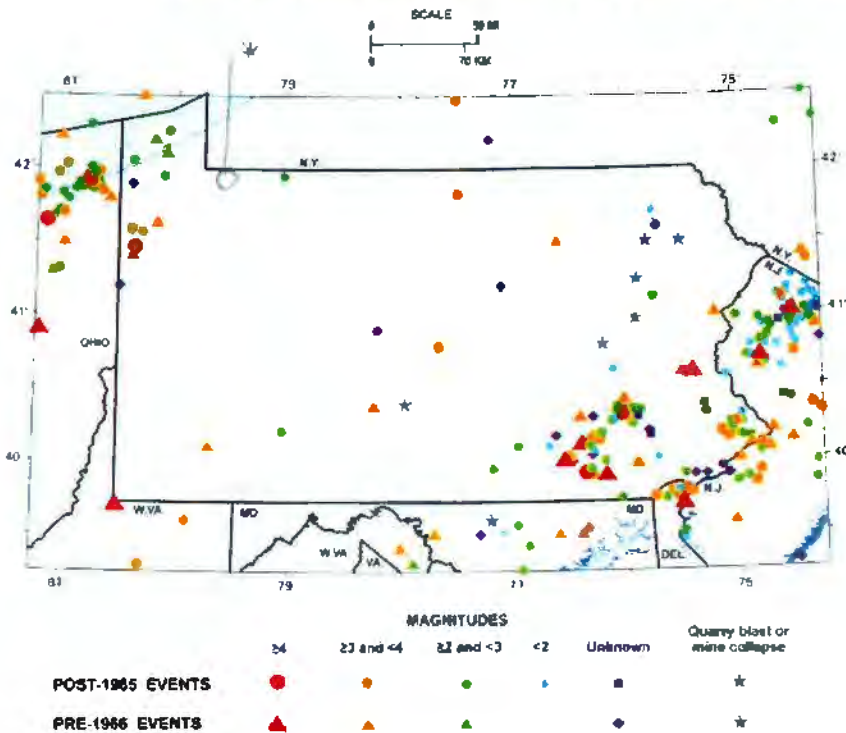 SCALE
0 50 MI
0 70 KM
81 79 77 75
42° 42°
N.Y.
N.Y.
N.J.
41° 41°
OHIO
40 40
W.VA MD MD N.J.
W.VA VA DEL
81 79 75
MAGNITUDES
≥4 ≥3 and <4 ≥2 and <3 <2 Unknown Quarry blast or
mine collapse
POST-1965 EVENTS
PRE-1966 EVENTS